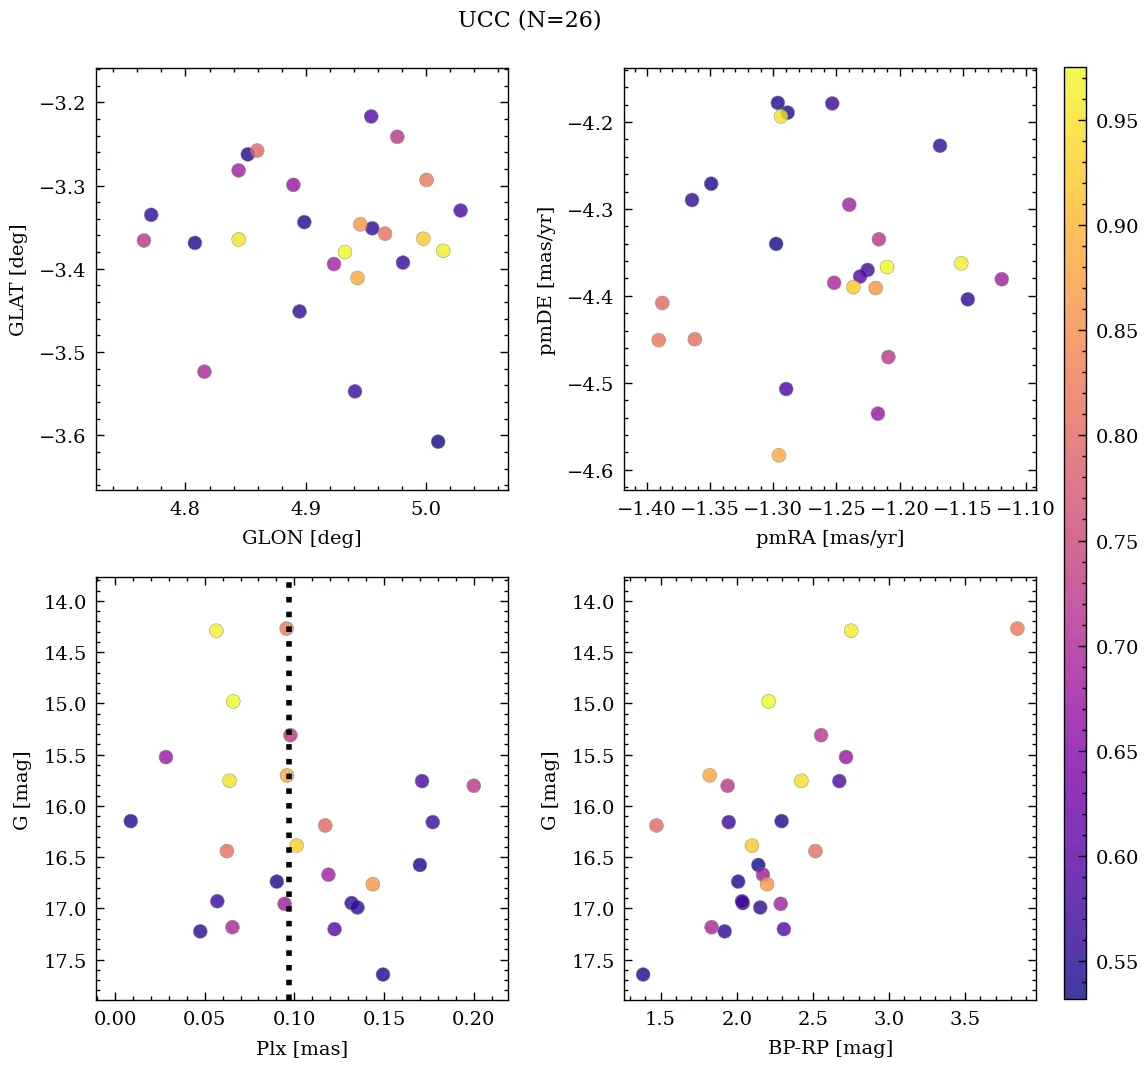 UCC (N=26)
−3.2
−3.3
−3.4
−3.5
−3.6
GLAT [deg]
4.8 4.9 5.0
GLON [deg]
−4.2
−4.3
−4.4
−4.5
−4.6
pmDE [mas/yr]
−1.40 −1.35 −1.30 −1.25 −1.20 −1.15 −1.10
pmRA [mas/yr]
14.0
14.5
15.0
15.5
16.0
16.5
17.0
17.5
G [mag]
0.00 0.05 0.10 0.15 0.20
Plx [mas]
14.0
14.5
15.0
15.5
16.0
16.5
17.0
17.5
G [mag]
1.5 2.0 2.5 3.0 3.5
BP-RP [mag]
0.95
0.90
0.85
0.80
0.75
0.70
0.65
0.60
0.55